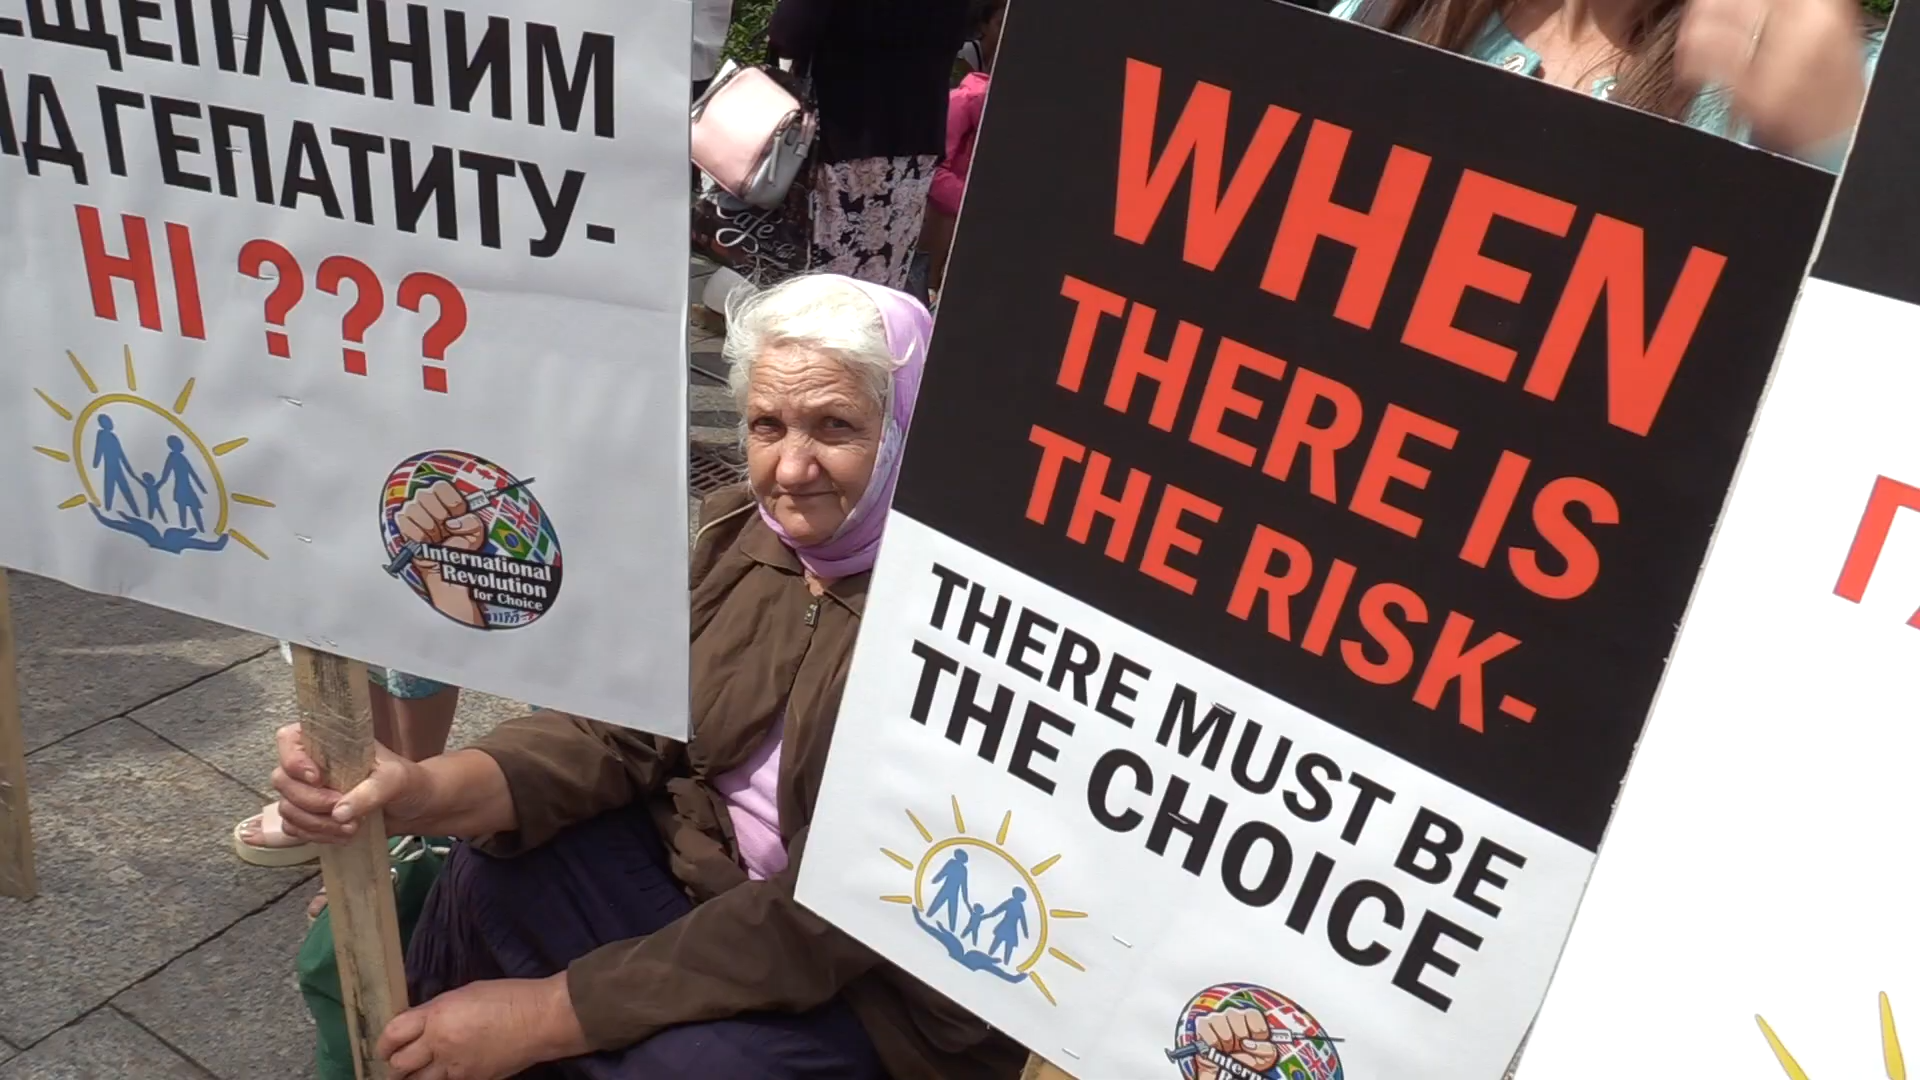 ЩЕПЛЕНИМ
ГЕПАТИТУ-
НІ ???
International
Revolution
for Choice
WHEN
THERE IS
THE RISK-
THERE MUST BE
THE CHOICE